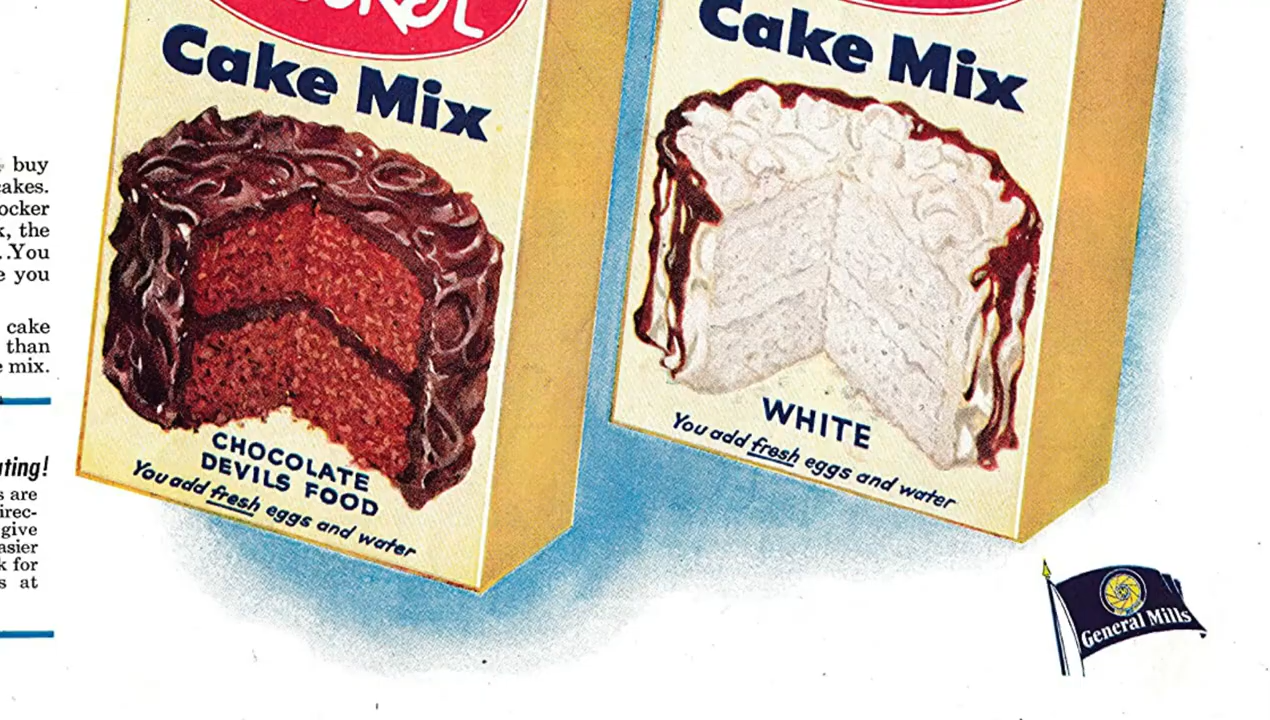 buy
cakes.
ocker
the
. .You
you
cake
than
mix.
ating!
are
irec-
give
asier
for
at
Cake Mix
CHOCOLATE
DEVILS FOOD
You add fresh eggs and water
Cake Mix
WHITE
You add fresh eggs and water
General Mills